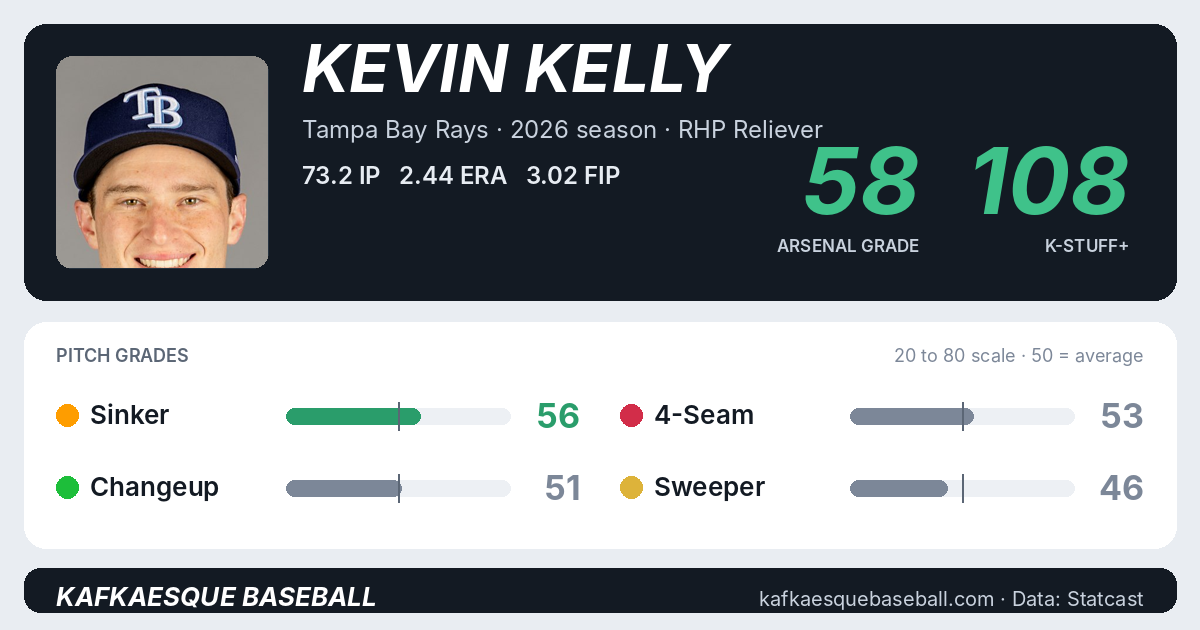 KEVIN KELLY
Tampa Bay Rays · 2026 season · RHP Reliever
73.2 IP 2.44 ERA 3.02 FIP
58 108
ARSENAL GRADE K-STUFF+
TB
PITCH GRADES 20 to 80 scale · 50 = average
Sinker 56 4-Seam 53
Changeup 51 Sweeper 46
KAFKAESQUE BASEBALL kafkaesquebaseball.com · Data: Statcast